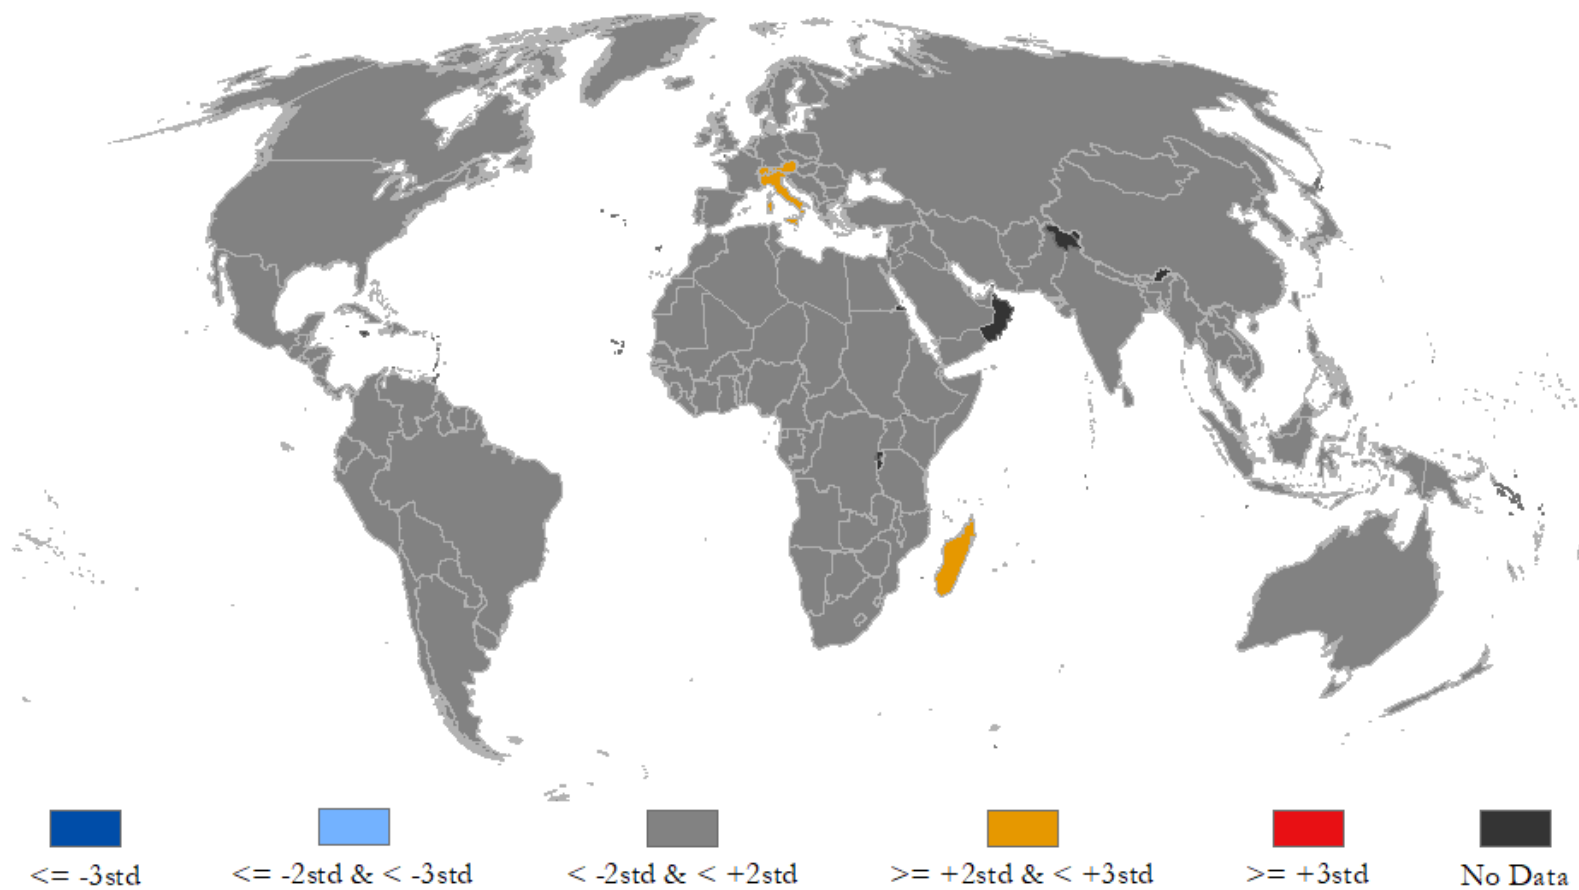 <= -3std
<= -2std & < -3std
< -2std & < +2std
>= +2std & < +3std
>= +3std
No Data